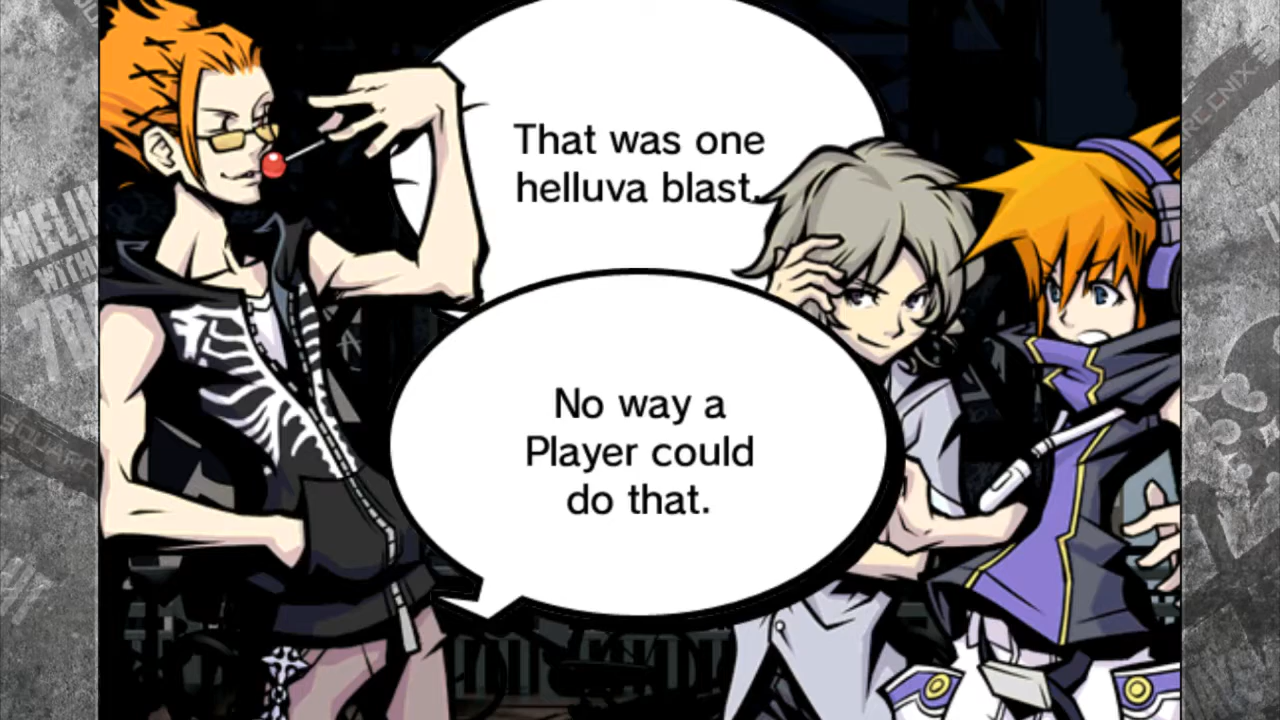 That was one
helluva blast.
No way a
Player could
do that.